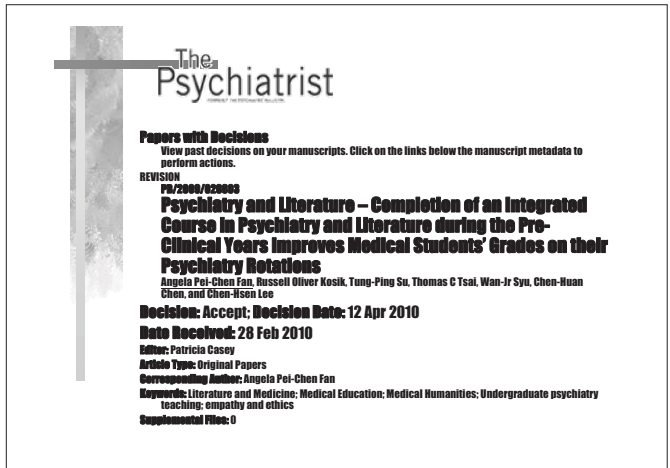 The
Psychiatrist
FORMERLY THE PSYCHIATRIC BULLETIN
Papers with Decisions
View past decisions on your manuscripts. Click on the links below the manuscript metadata to
perform actions.
REVISION
Psychiatry and Literature – Completion of an Integrated
Course in Psychiatry and Literature during the Pre-
Clinical Years Improves Medical Students' Grades on their
Psychiatry Rotations
Angela Pei-Chen Fan, Russell Oliver Kosik, Tung-Ping Su, Thomas C Tsai, Wan-Jr Syu, Chen-Huan
Chen, and Chen-Hsen Lee
Decision: Accept; Decision Date: 12 Apr 2010
Date Received: 28 Feb 2010
Editor: Patricia Casey
Article Type: Original Papers
Corresponding Author: Angela Pei-Chen Fan
Keywords: Literature and Medicine; Medical Education; Medical Humanities; Undergraduate psychiatry
teaching; empathy and ethics
Supplemental Files: 0